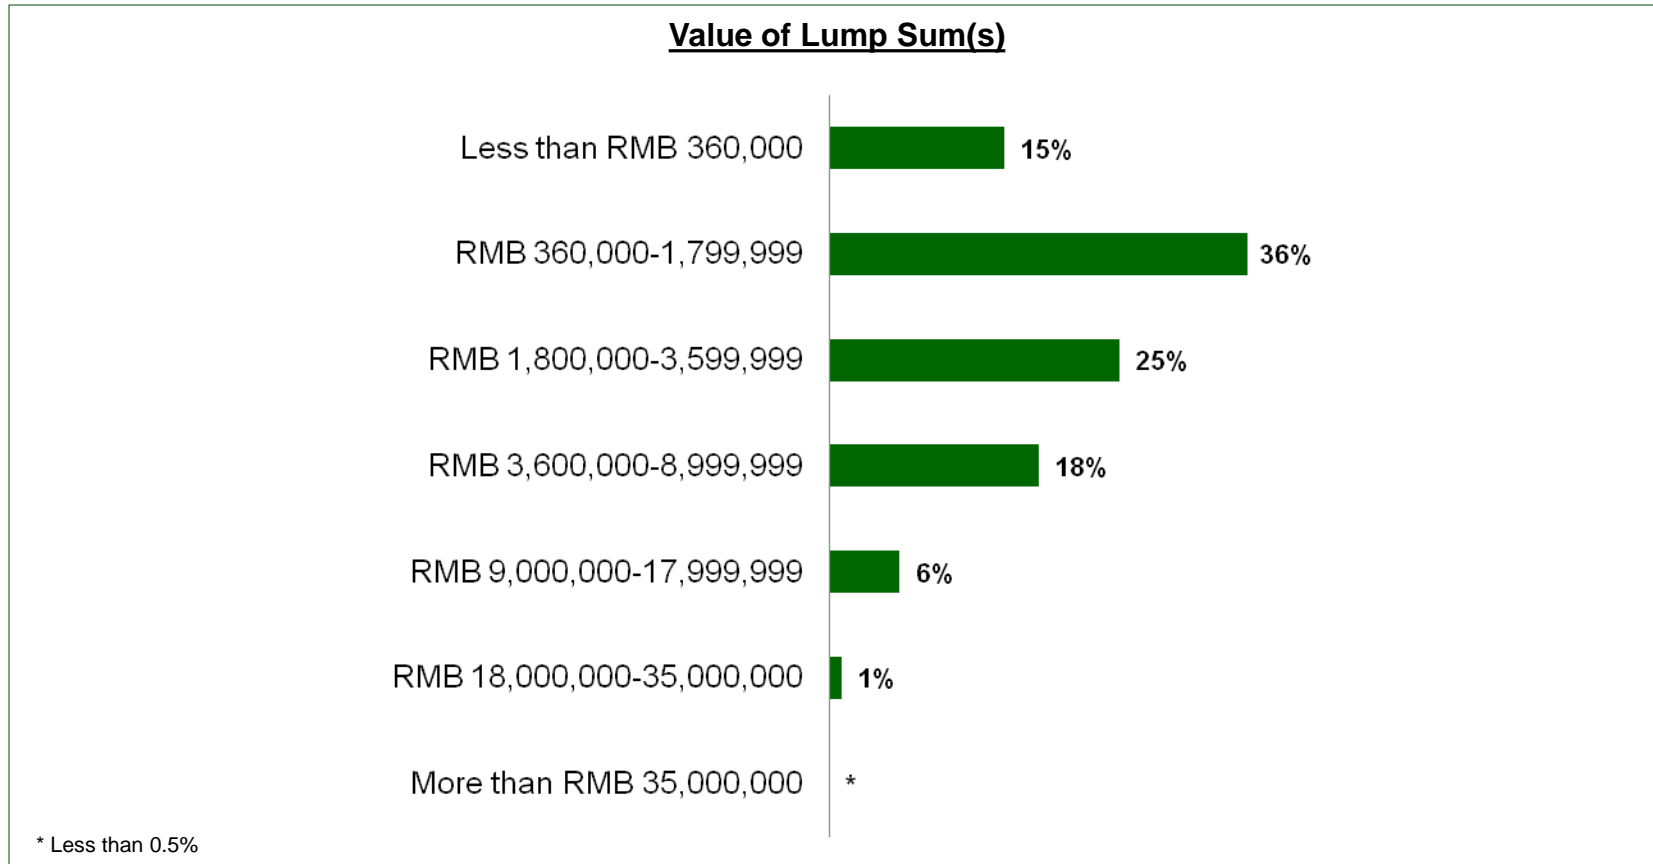 Value of Lump Sum(s)
Less than RMB 360,000 15%
RMB 360,000-1,799,999 36%
RMB 1,800,000-3,599,999 25%
RMB 3,600,000-8,999,999 18%
RMB 9,000,000-17,999,999 6%
RMB 18,000,000-35,000,000 1%
More than RMB 35,000,000 *
* Less than 0.5%